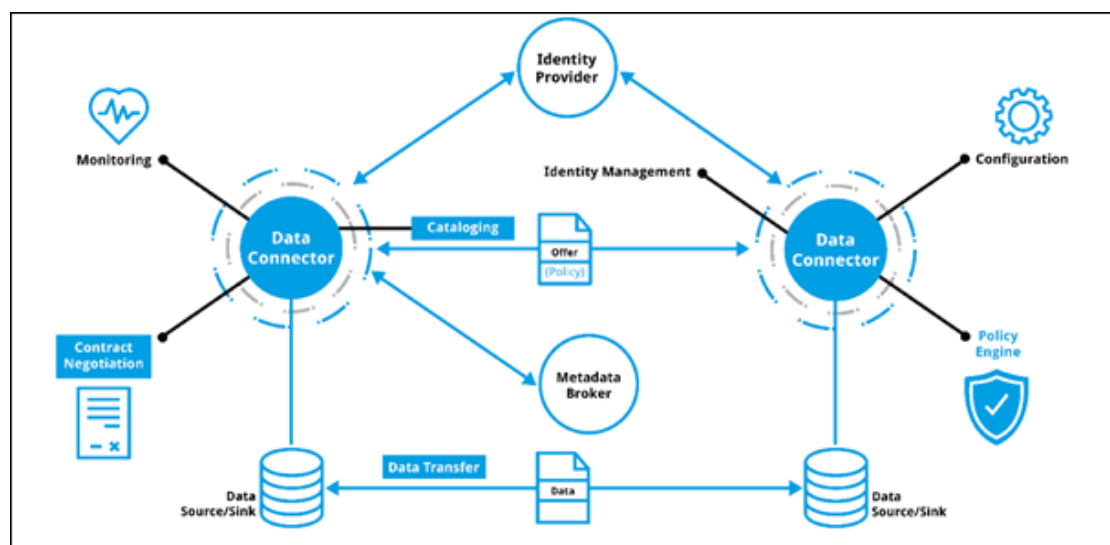 Identity
Provider
Monitoring
Configuration
Identity Management
Cataloging
Data
Connector
Offer
(Policy)
Data
Connector
Contract
Negotiation
Policy
Engine
Metadata
Broker
Data Transfer
Data
Data
Source/Sink
Data
Source/Sink